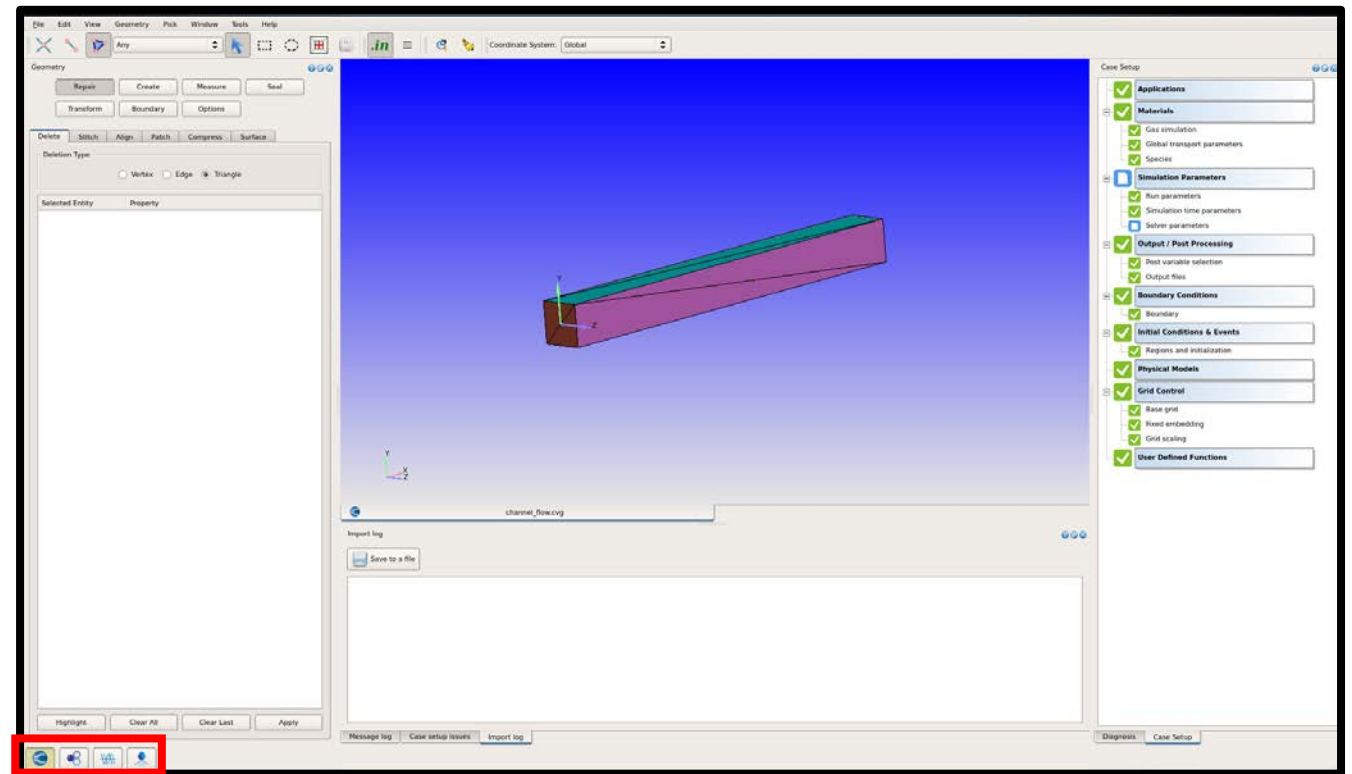 File Edit View Geometry Pick Window Tools Help
Any .in Coordinate System: Global
Geometry
Repair Create Measure Seal
Transform Boundary Options
Delete Stitch Align Patch Compress Surface
Deletion Type
Vertex Edge Triangle
Selected Entity Property
Highlight Clear All Clear Last Apply
Y
Z
Y
X
Z
channel_flow.cvg
Import log
Save to a file
Message log Case setup issues Import log
Case Setup
Applications
Materials
Gas simulation
Global transport parameters
Species
Simulation Parameters
Run parameters
Simulation time parameters
Solver parameters
Output / Post Processing
Post variable selection
Output files
Boundary Conditions
Boundary
Initial Conditions & Events
Regions and initialization
Physical Models
Grid Control
Base grid
Fixed embedding
Grid scaling
User Defined Functions
Diagnosis Case Setup